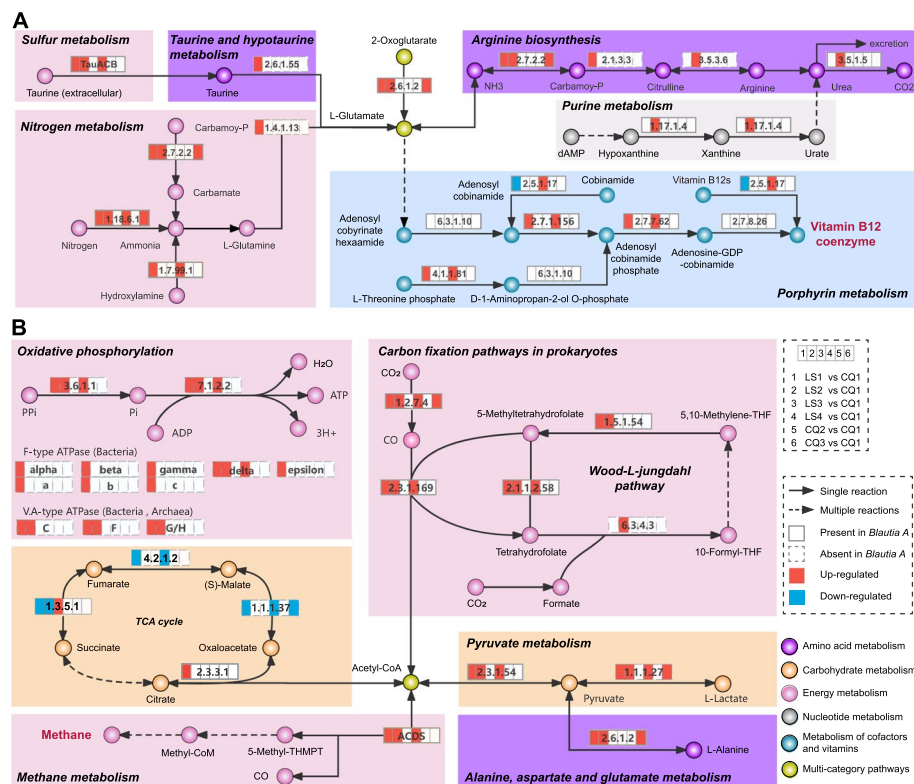 A
Sulfur metabolism
TauACB
Taurine (extracellular)
Taurine and hypotaurine
metabolism
2,6,1.55
Taurine
2-Oxoglutarate
2.6.1.2
L-Glutamate
Arginine biosynthesis
excretion
2.7.2.2
2.1.3.3
3.5.3.6
3.5.1.5
NH3
Carbamoy-P
Citrulline
Arginine
Urea
CO2
Purine metabolism
1.17.1.4
1.17.1.4
dAMP
Hypoxanthine
Xanthine
Urate
Nitrogen metabolism
Carbamoy-P
1.4.1.13
2.7.2.2
Carbamate
1.18.6.1
Nitrogen
Ammonia
L-Glutamine
1.7.99.1
Hydroxylamine
Adenosyl
cobinamide
2.5.1.17
Cobinamide
Vitamin B12s
2.5.1.17
Adenosyl
cobyrinate
hexaamide
6.3.1.10
2.7.1.156
2.7.7.62
2.7.8.26
Vitamin B12
coenzyme
Adenosyl
cobinamide
phosphate
Adenosine-GDP
-cobinamide
4.1.1.81
6.3.1.10
L-Threonine phosphate
D-1-Aminopropan-2-ol O-phosphate
Porphyrin metabolism
B
Oxidative phosphorylation
H₂O
3.6.1.1
7.1.2.2
PPi
Pi
ATP
ADP
3H+
F-type ATPase (Bacteria)
alpha
beta
gamma
delta
epsilon
a
b
c
V.A-type ATPase (Bacteria , Archaea)
C
F
G/H
Carbon fixation pathways in prokaryotes
CO₂
1.2.7.4
CO
5-Methyltetrahydrofolate
1.5.1.54
5,10-Methylene-THF
Wood-L-jungdahl
pathway
2.3.1.169
2.1.1.2.58
6.3.4.3
Tetrahydrofolate
10-Formyl-THF
CO₂
Formate
1 2 3 4 5 6
1 LS1 vs CQ1
2 LS2 vs CQ1
3 LS3 vs CQ1
4 LS4 vs CQ1
5 CQ2 vs CQ1
6 CQ3 vs CQ1
Single reaction
Multiple reactions
Present in Blautia A
Absent in Blautia A
Up-regulated
Down-regulated
Amino acid metabolism
Carbohydrate metabolism
Energy metabolism
Nucleotide metabolism
Metabolism of cofactors
and vitamins
Multi-category pathways
4.2.1.2
Fumarate
(S)-Malate
1.3.5.1
1.1.1.37
TCA cycle
Succinate
Oxaloacetate
2.3.3.1
Citrate
Acetyl-CoA
Pyruvate metabolism
2.3.1.54
1.1.1.27
Pyruvate
L-Lactate
Methane
ACDS
Methyl-CoM
5-Methyl-THMPT
CO
Methane metabolism
2.6.1.2
L-Alanine
Alanine, aspartate and glutamate metabolism